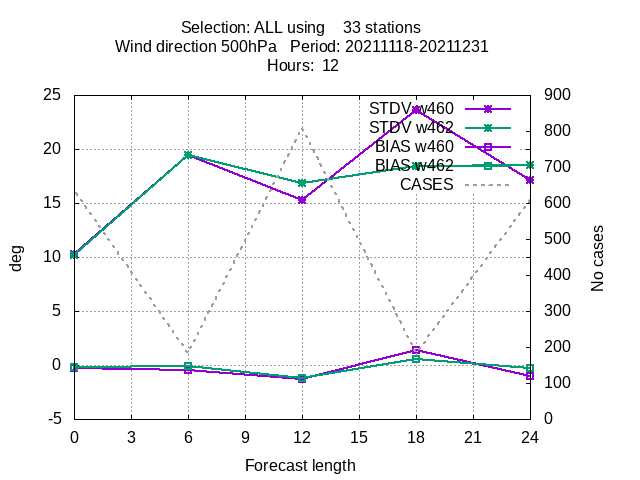 Selection: ALL using 33 stations
Wind direction 500hPa Period: 20211118-20211231
Hours: 12
STDV w460
STDV w462
BIAS w460
BIAS w462
CASES
25
20
15
10
5
0
-5
deg
900
800
700
600
500
400
300
200
100
0
No cases
0 3 6 9 12 15 18 21 24
Forecast length